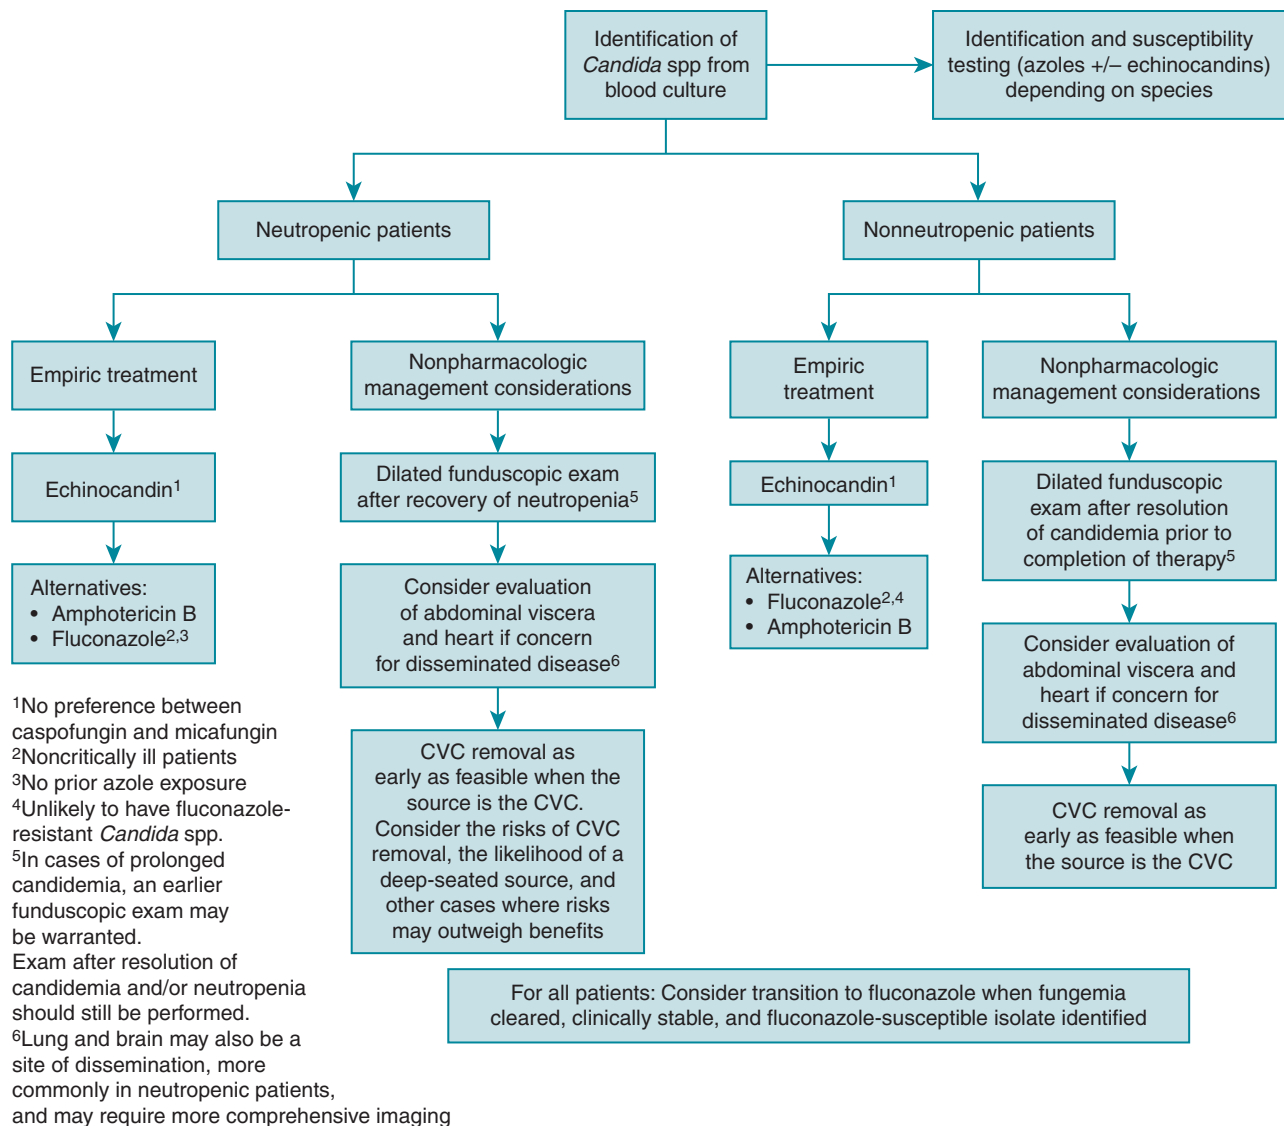 Identification of
Candida spp from
blood culture
Identification and susceptibility
testing (azoles +/– echinocandins)
depending on species
Neutropenic patients
Nonneutropenic patients
Empiric treatment
Nonpharmacologic
management considerations
Empiric
treatment
Nonpharmacologic
management considerations
Echinocandin¹
Dilated funduscopic exam
after recovery of neutropenia⁵
Echinocandin¹
Dilated funduscopic
exam after resolution
of candidemia prior to
completion of therapy⁵
Alternatives:
• Amphotericin B
• Fluconazole²,³
Consider evaluation
of abdominal viscera
and heart if concern
for disseminated disease⁶
Alternatives:
• Fluconazole²,⁴
• Amphotericin B
Consider evaluation of
abdominal viscera and
heart if concern for
disseminated disease⁶
CVC removal as
early as feasible when the
source is the CVC.
Consider the risks of CVC
removal, the likelihood of a
deep-seated source, and
other cases where risks
may outweigh benefits
CVC removal as
early as feasible when
the source is the CVC
¹No preference between
caspofungin and micafungin
²Noncritically ill patients
³No prior azole exposure
⁴Unlikely to have fluconazole-
resistant Candida spp.
⁵In cases of prolonged
candidemia, an earlier
funduscopic exam may
be warranted.
Exam after resolution of
candidemia and/or neutropenia
should still be performed.
⁶Lung and brain may also be a
site of dissemination, more
commonly in neutropenic patients,
and may require more comprehensive imaging
For all patients: Consider transition to fluconazole when fungemia
cleared, clinically stable, and fluconazole-susceptible isolate identified